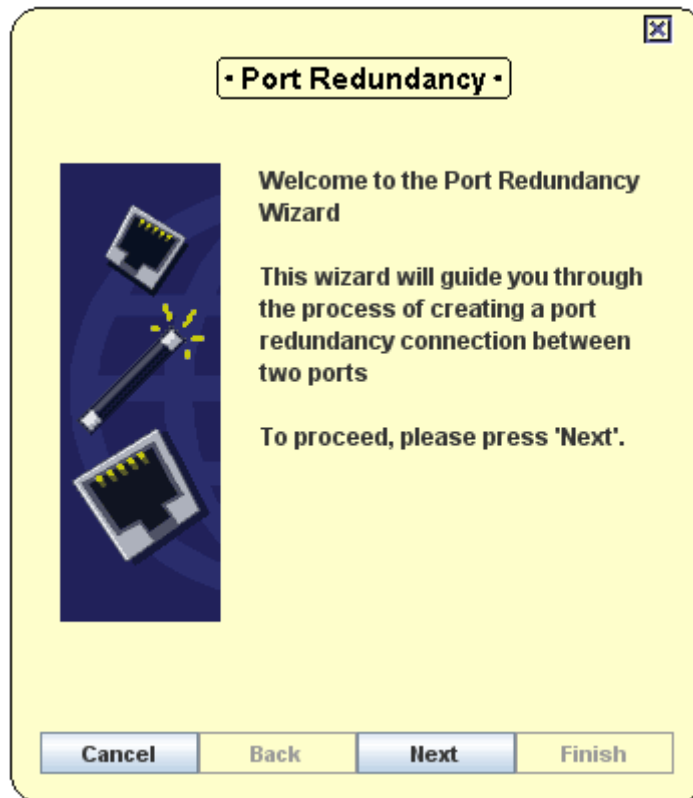 • Port Redundancy •
Welcome to the Port Redundancy
Wizard
This wizard will guide you through
the process of creating a port
redundancy connection between
two ports
To proceed, please press 'Next'.
Cancel Back Next Finish